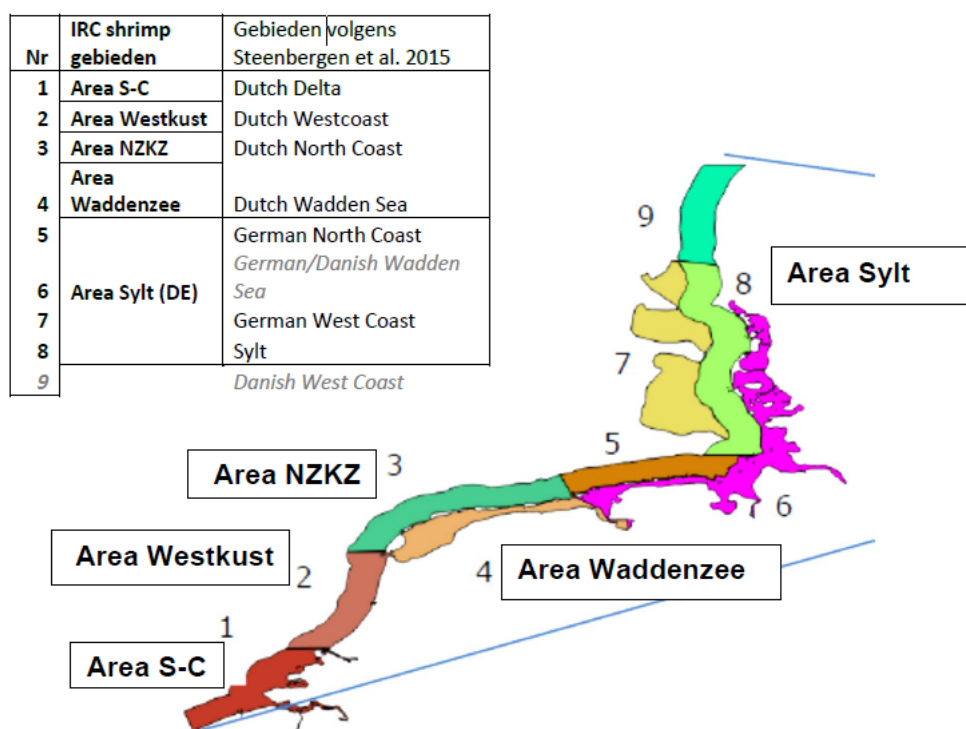 Nr IRC shrimp gebieden Gebieden volgens Steenbergen et al. 2015
1 Area S-C Dutch Delta
2 Area Westkust Dutch Westcoast
3 Area NZKZ Dutch North Coast
4 Area Waddenzee Dutch Wadden Sea
5 German North Coast
6 Area Sylt (DE) German/Danish Wadden Sea
7 German West Coast
8 Sylt
9 Danish West Coast
9
Area Sylt
8
7
5
Area NZKZ
3
6
Area Westkust
2
4
Area Waddenzee
1
Area S-C